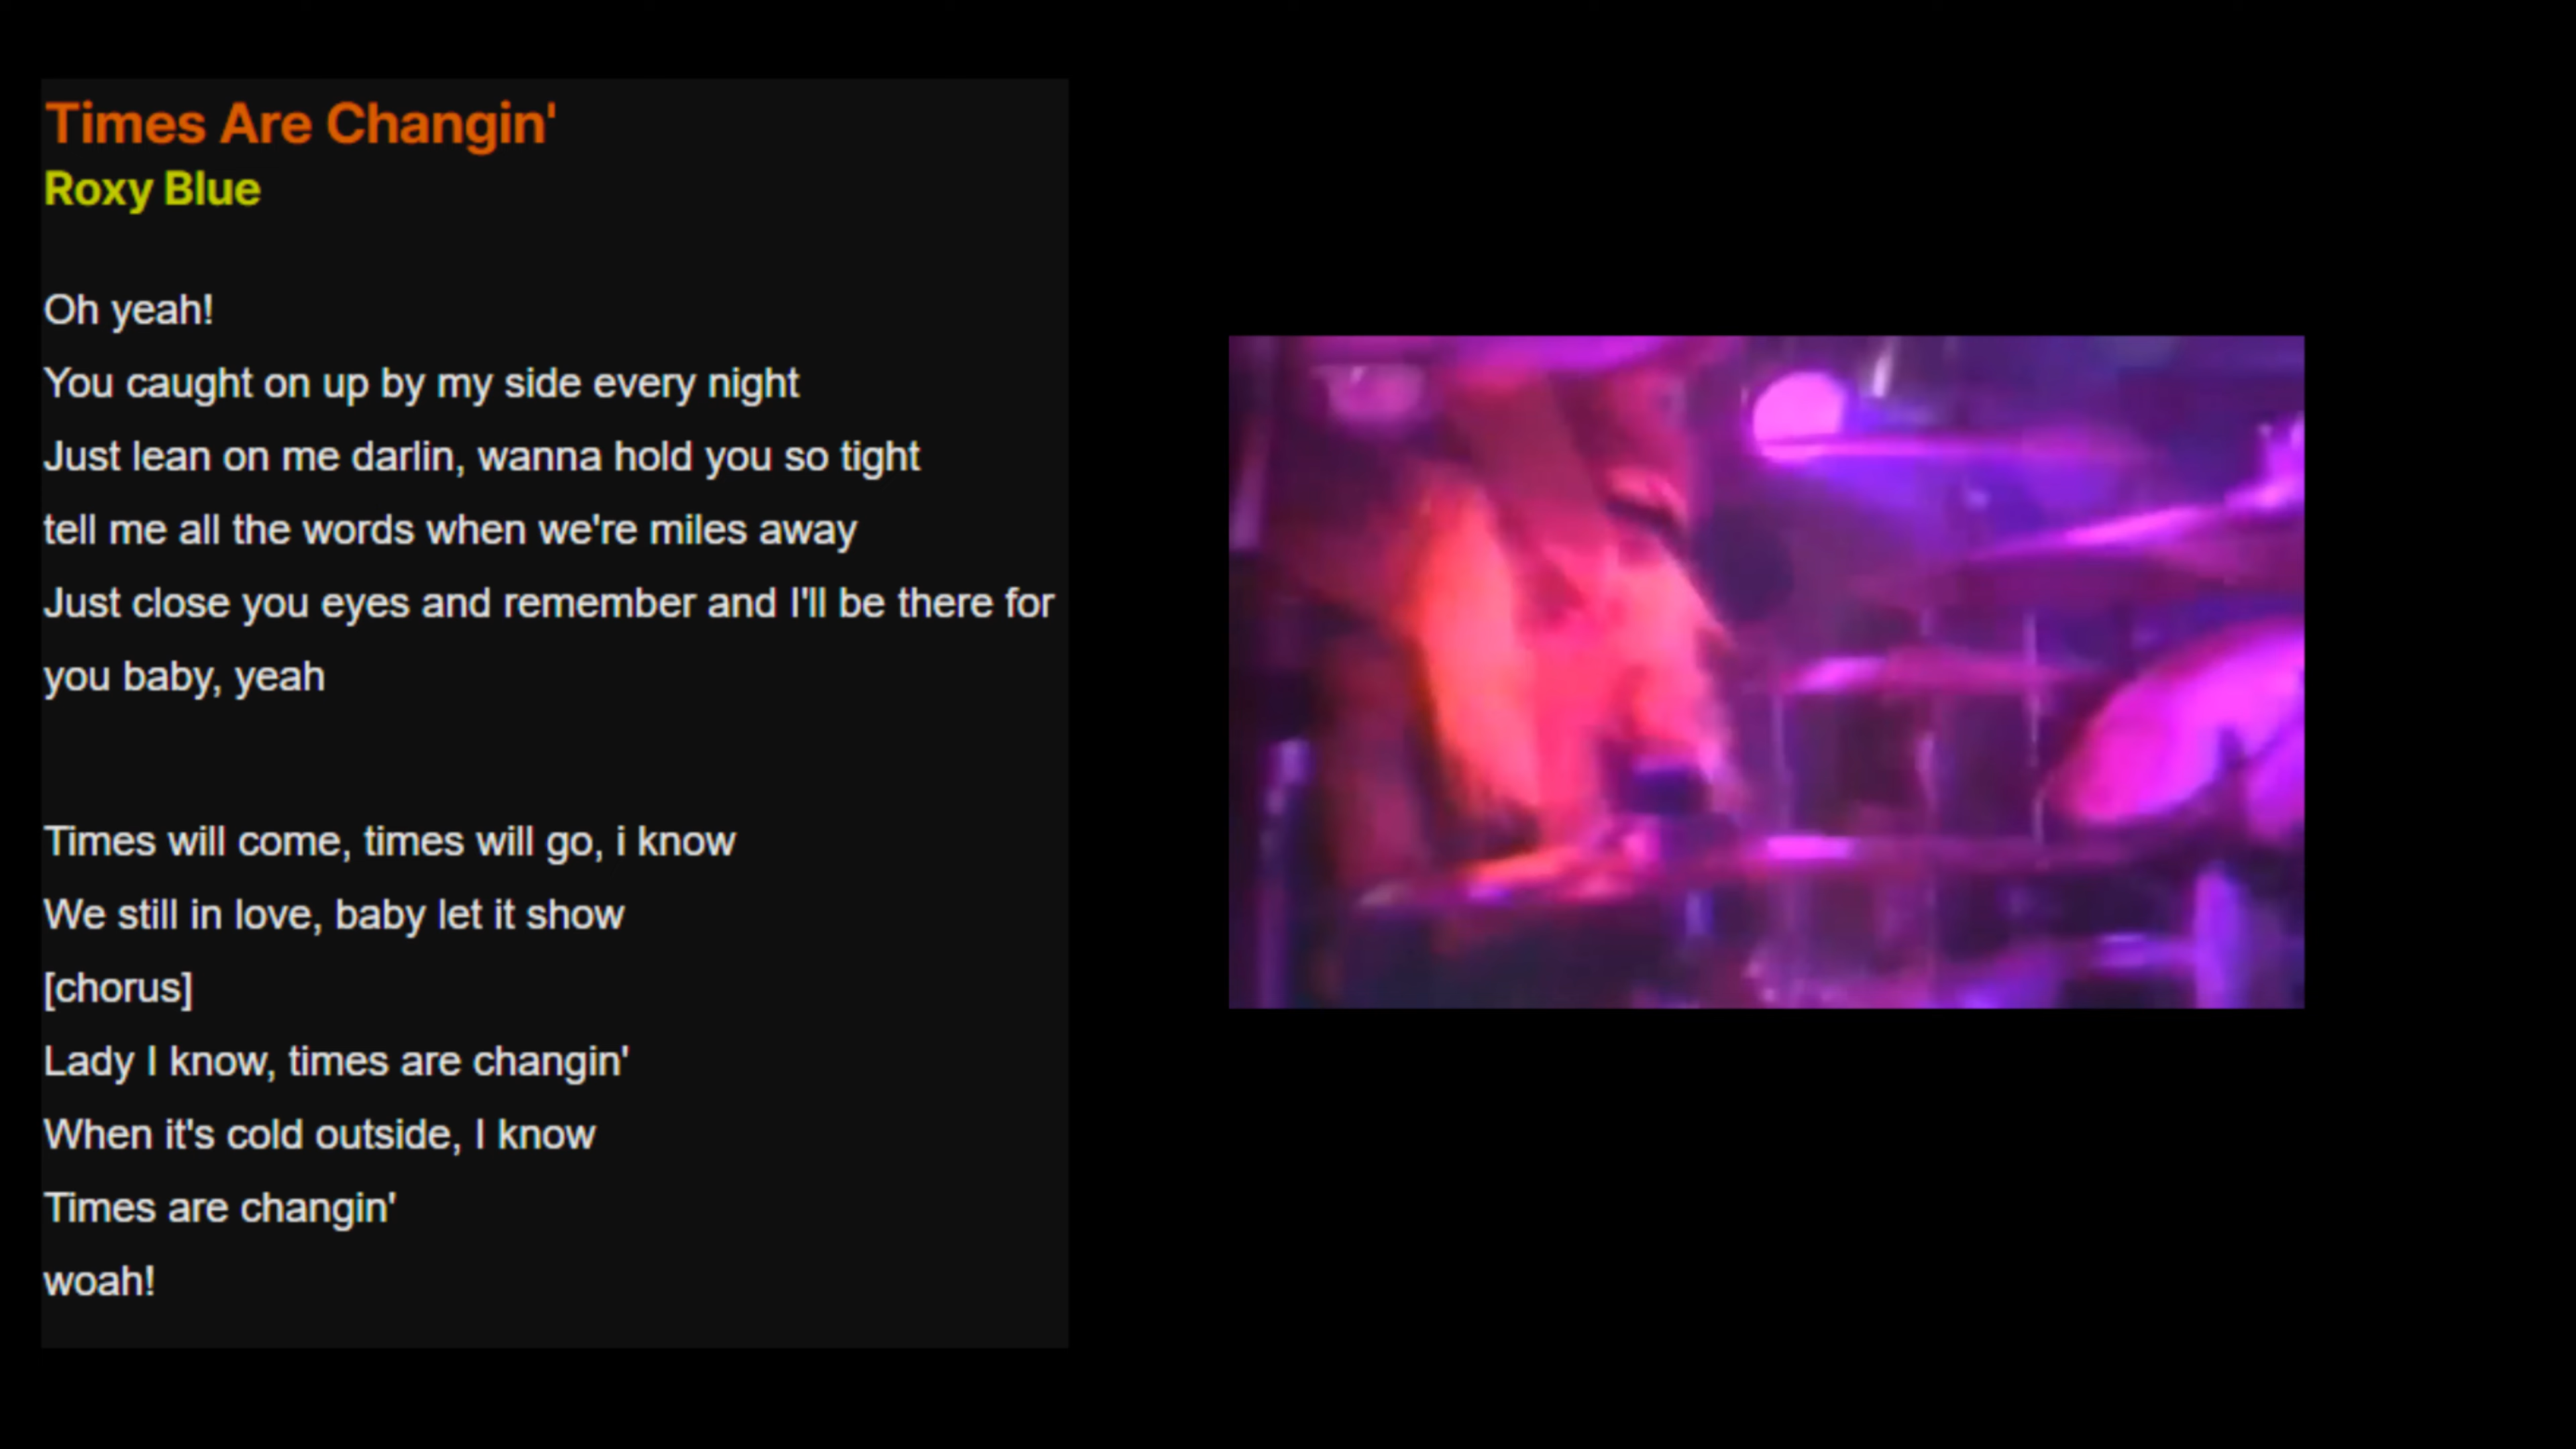 Times Are Changin'
Roxy Blue
Oh yeah!
You caught on up by my side every night
Just lean on me darlin, wanna hold you so tight
tell me all the words when we're miles away
Just close you eyes and remember and I'll be there for
you baby, yeah
Times will come, times will go, i know
We still in love, baby let it show
[chorus]
Lady I know, times are changin'
When it's cold outside, I know
Times are changin'
woah!